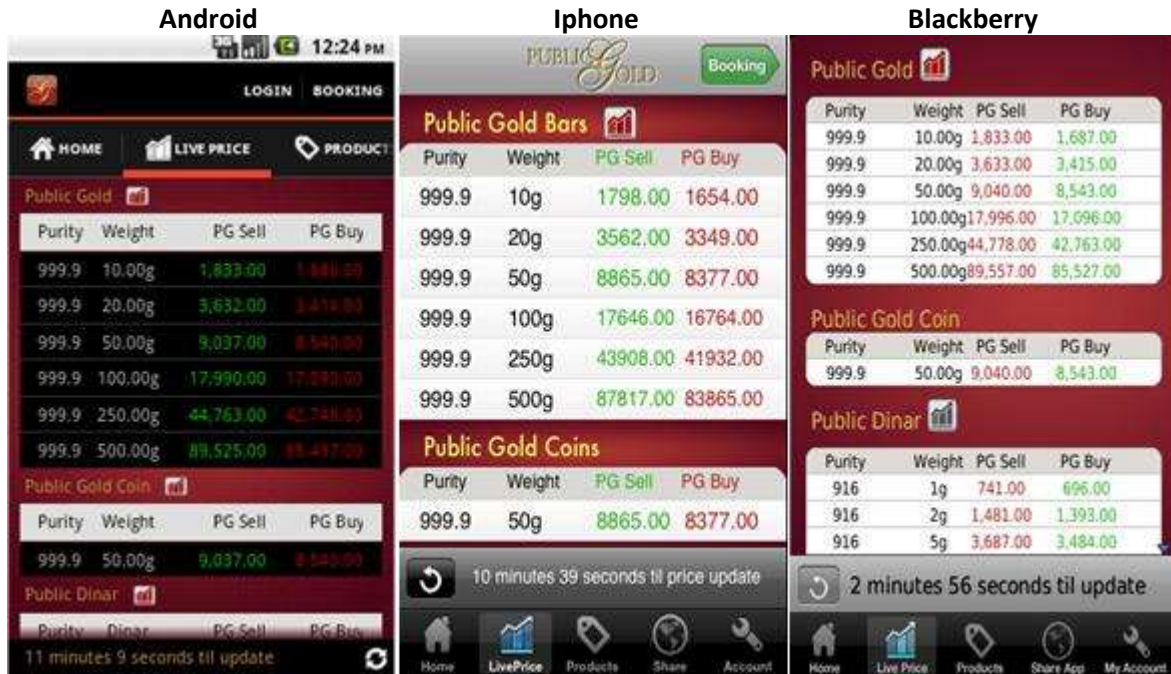 Android
12:24 PM
LOGIN BOOKING
HOME LIVE PRICE PRODUCT
Public Gold
Purity Weight PG Sell PG Buy
999.9 10.00g 1,833.00
999.9 20.00g 3,632.00
999.9 50.00g 9,037.00
999.9 100.00g 17,990.00
999.9 250.00g 44,763.00
999.9 500.00g 89,525.00
Public Gold Coin
Purity Weight PG Sell PG Buy
999.9 50.00g 9,037.00
Public Dinar
Purity Dinar PG Sell PG Buy
11 minutes 9 seconds til update
Iphone
PUBLIC GOLD
Booking
Public Gold Bars
Purity Weight PG Sell PG Buy
999.9 10g 1798.00 1654.00
999.9 20g 3562.00 3349.00
999.9 50g 8865.00 8377.00
999.9 100g 17646.00 16764.00
999.9 250g 43908.00 41932.00
999.9 500g 87817.00 83865.00
Public Gold Coins
Purity Weight PG Sell PG Buy
999.9 50g 8865.00 8377.00
10 minutes 39 seconds til price update
Home LivePrice Products Share Account
Blackberry
Public Gold
Purity Weight PG Sell PG Buy
999.9 10.00g 1,833.00 1,687.00
999.9 20.00g 3,633.00 3,415.00
999.9 50.00g 9,040.00 8,543.00
999.9 100.00g 17,996.00 17,096.00
999.9 250.00g 44,778.00 42,763.00
999.9 500.00g 89,557.00 85,527.00
Public Gold Coin
Purity Weight PG Sell PG Buy
999.9 50.00g 9,040.00 8,543.00
Public Dinar
Purity Weight PG Sell PG Buy
916 1g 741.00 696.00
916 2g 1,481.00 1,393.00
916 5g 3,687.00 3,484.00
2 minutes 56 seconds til update
Home Live Price Products Share App My Account